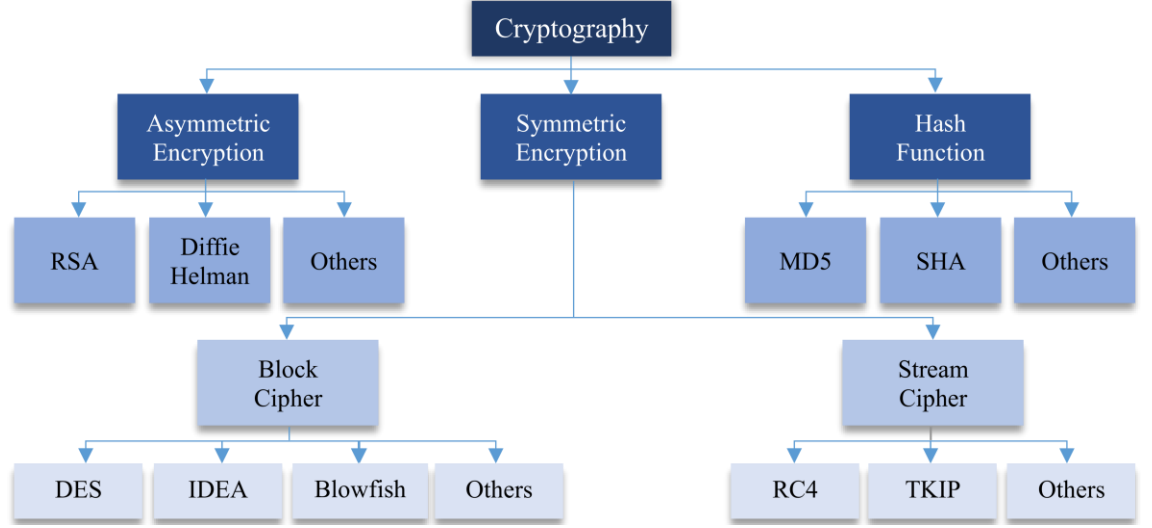 Cryptography
Asymmetric
Encryption
Symmetric
Encryption
Hash
Function
RSA
Diffie
Helman
Others
MD5
SHA
Others
Block
Cipher
Stream
Cipher
DES
IDEA
Blowfish
Others
RC4
TKIP
Others